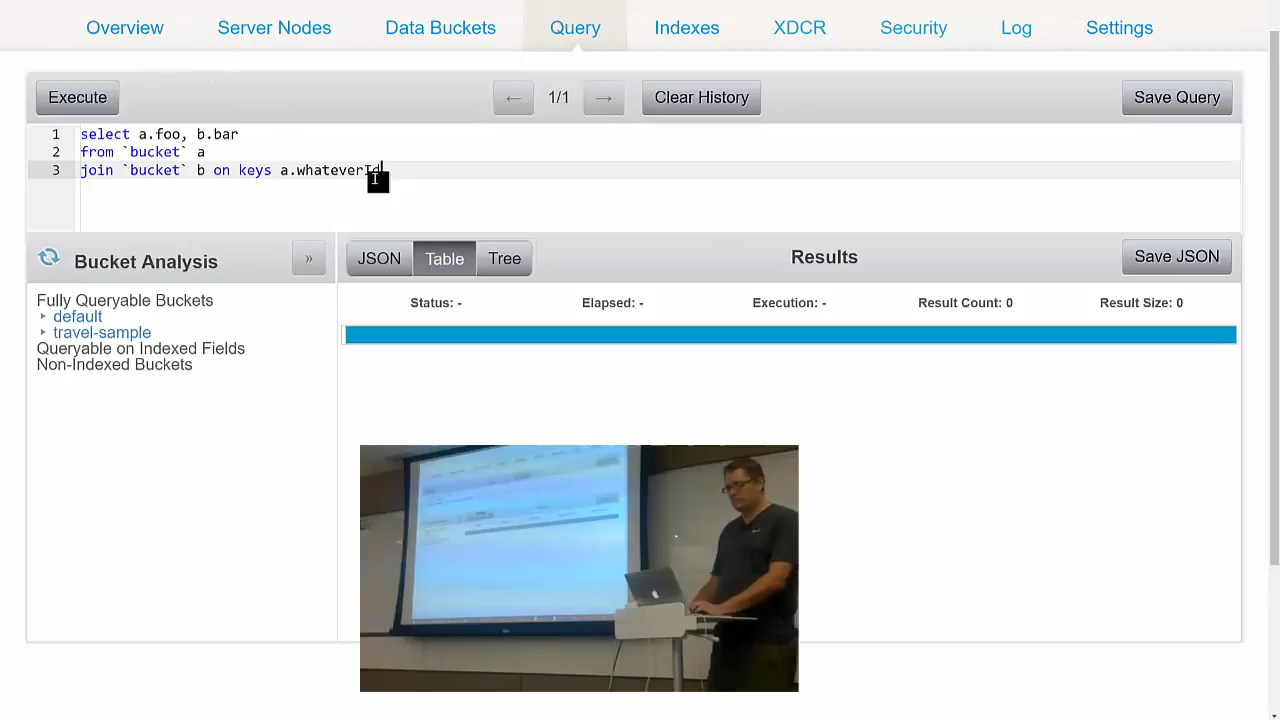 Overview Server Nodes Data Buckets Query Indexes XDCR Security Log Settings
Execute ← 1/1 → Clear History Save Query
1 select a.foo, b.bar
2 from `bucket` a
3 join `bucket` b on keys a.whateverId
Bucket Analysis »
Fully Queryable Buckets
default
travel-sample
Queryable on Indexed Fields
Non-Indexed Buckets
JSON Table Tree Results Save JSON
Status: - Elapsed: - Execution: - Result Count: 0 Result Size: 0